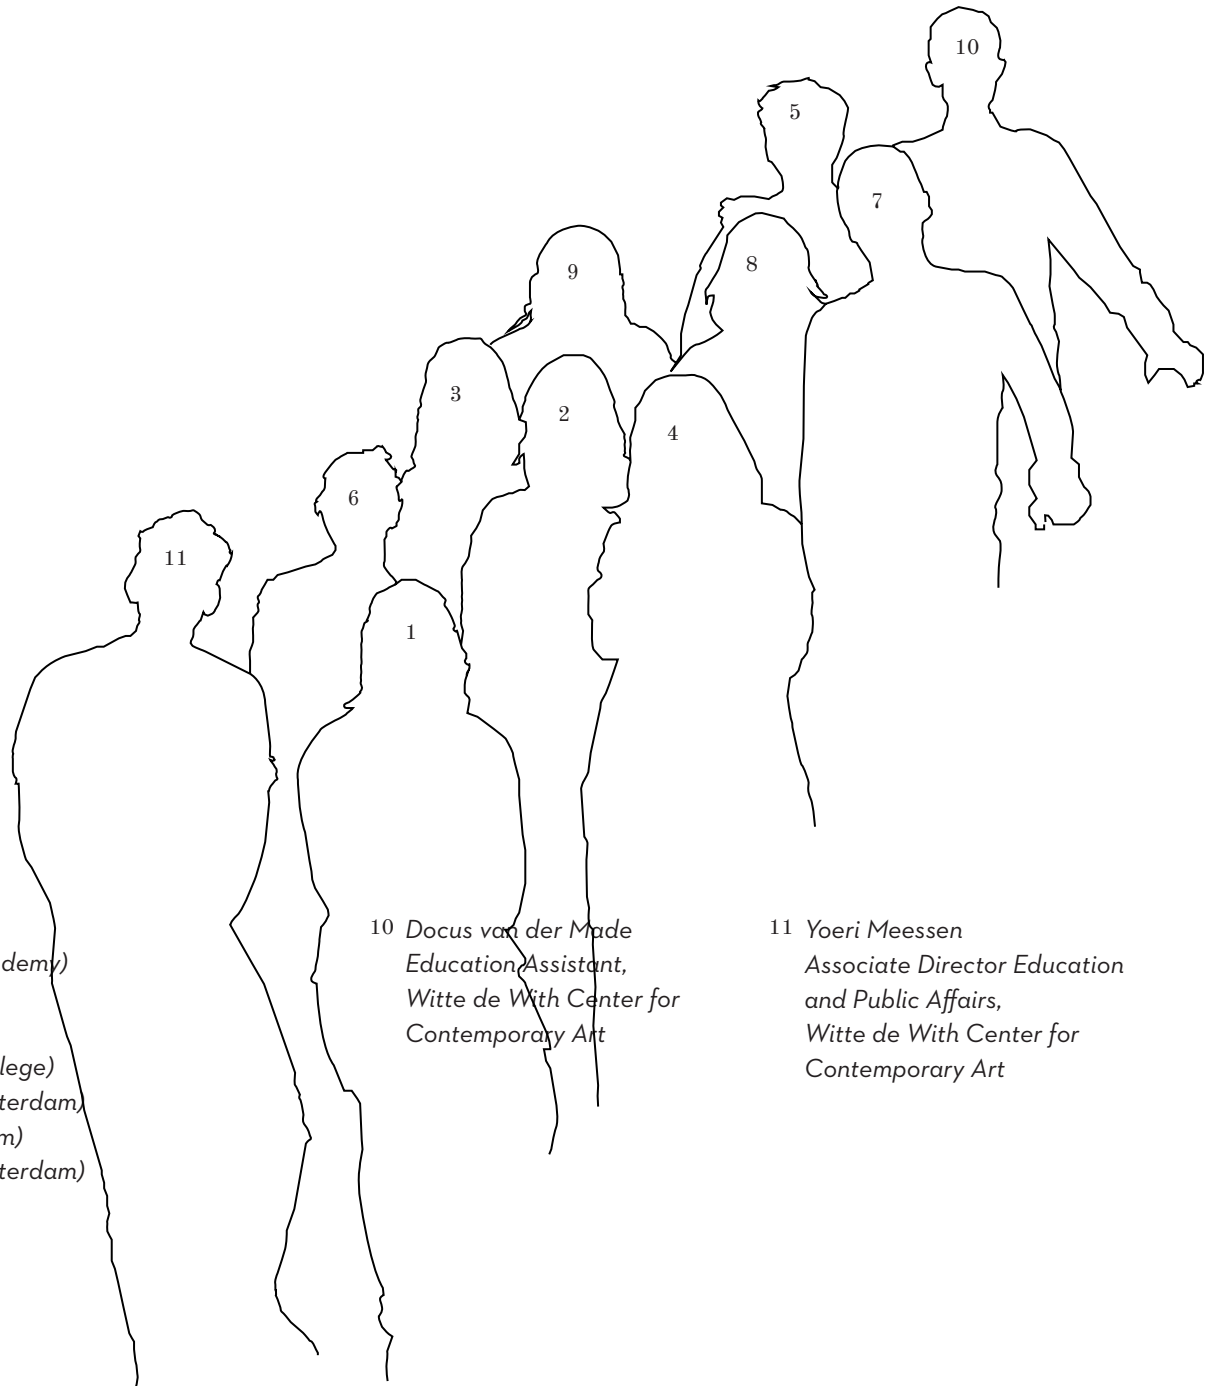 10
5
7
8
9
3
2
4
6
11
1
demy)
lege)
terdam)
m)
terdam)
10 Docus van der Made
Education Assistant,
Witte de With Center for
Contemporary Art
11 Yoeri Meessen
Associate Director Education
and Public Affairs,
Witte de With Center for
Contemporary Art